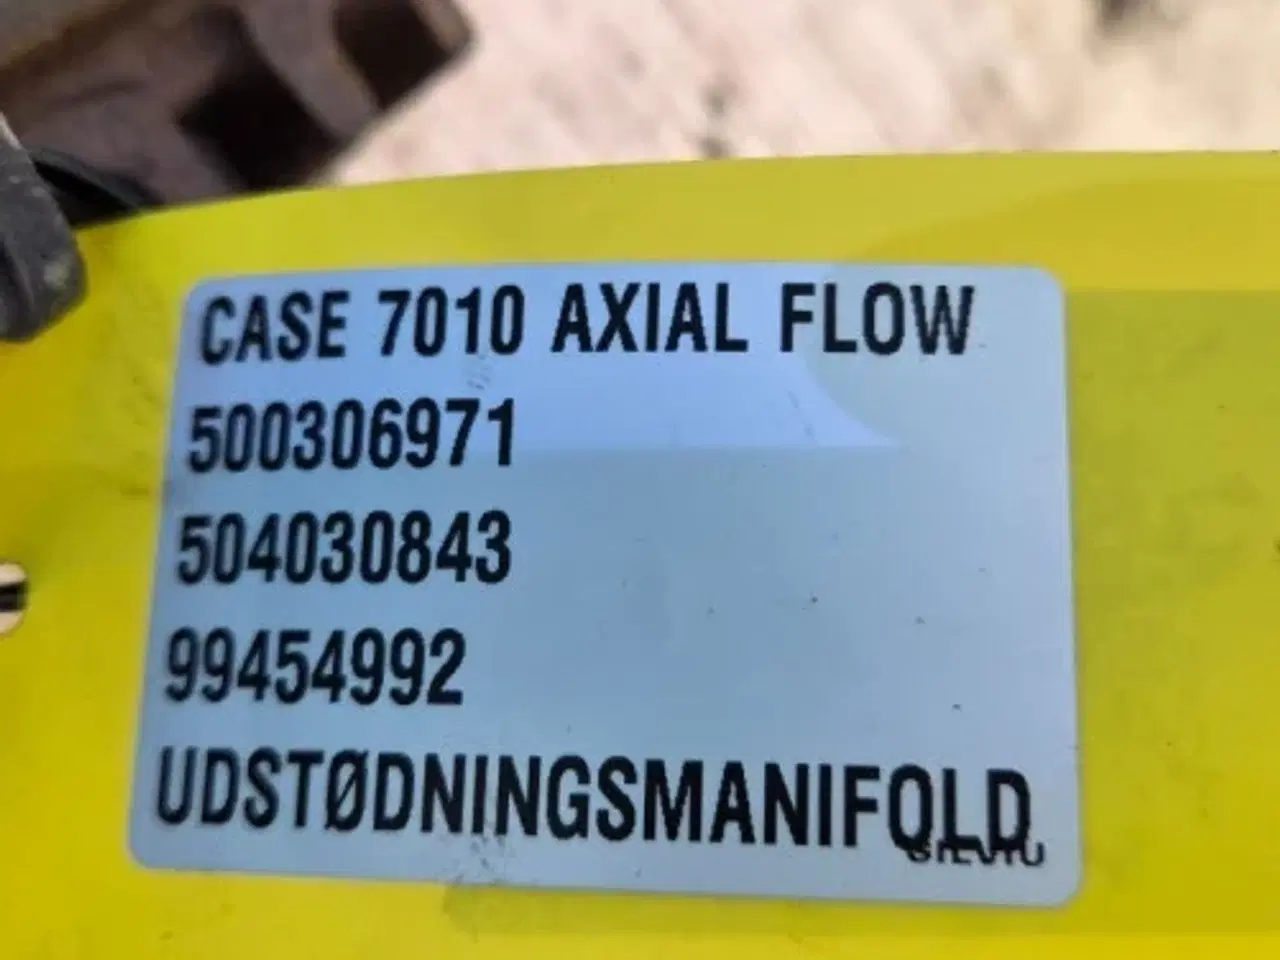 CASE 7010 AXIAL FLOW
500306971
504030843
99454992
UDSTØDNINGSMANIFOLD